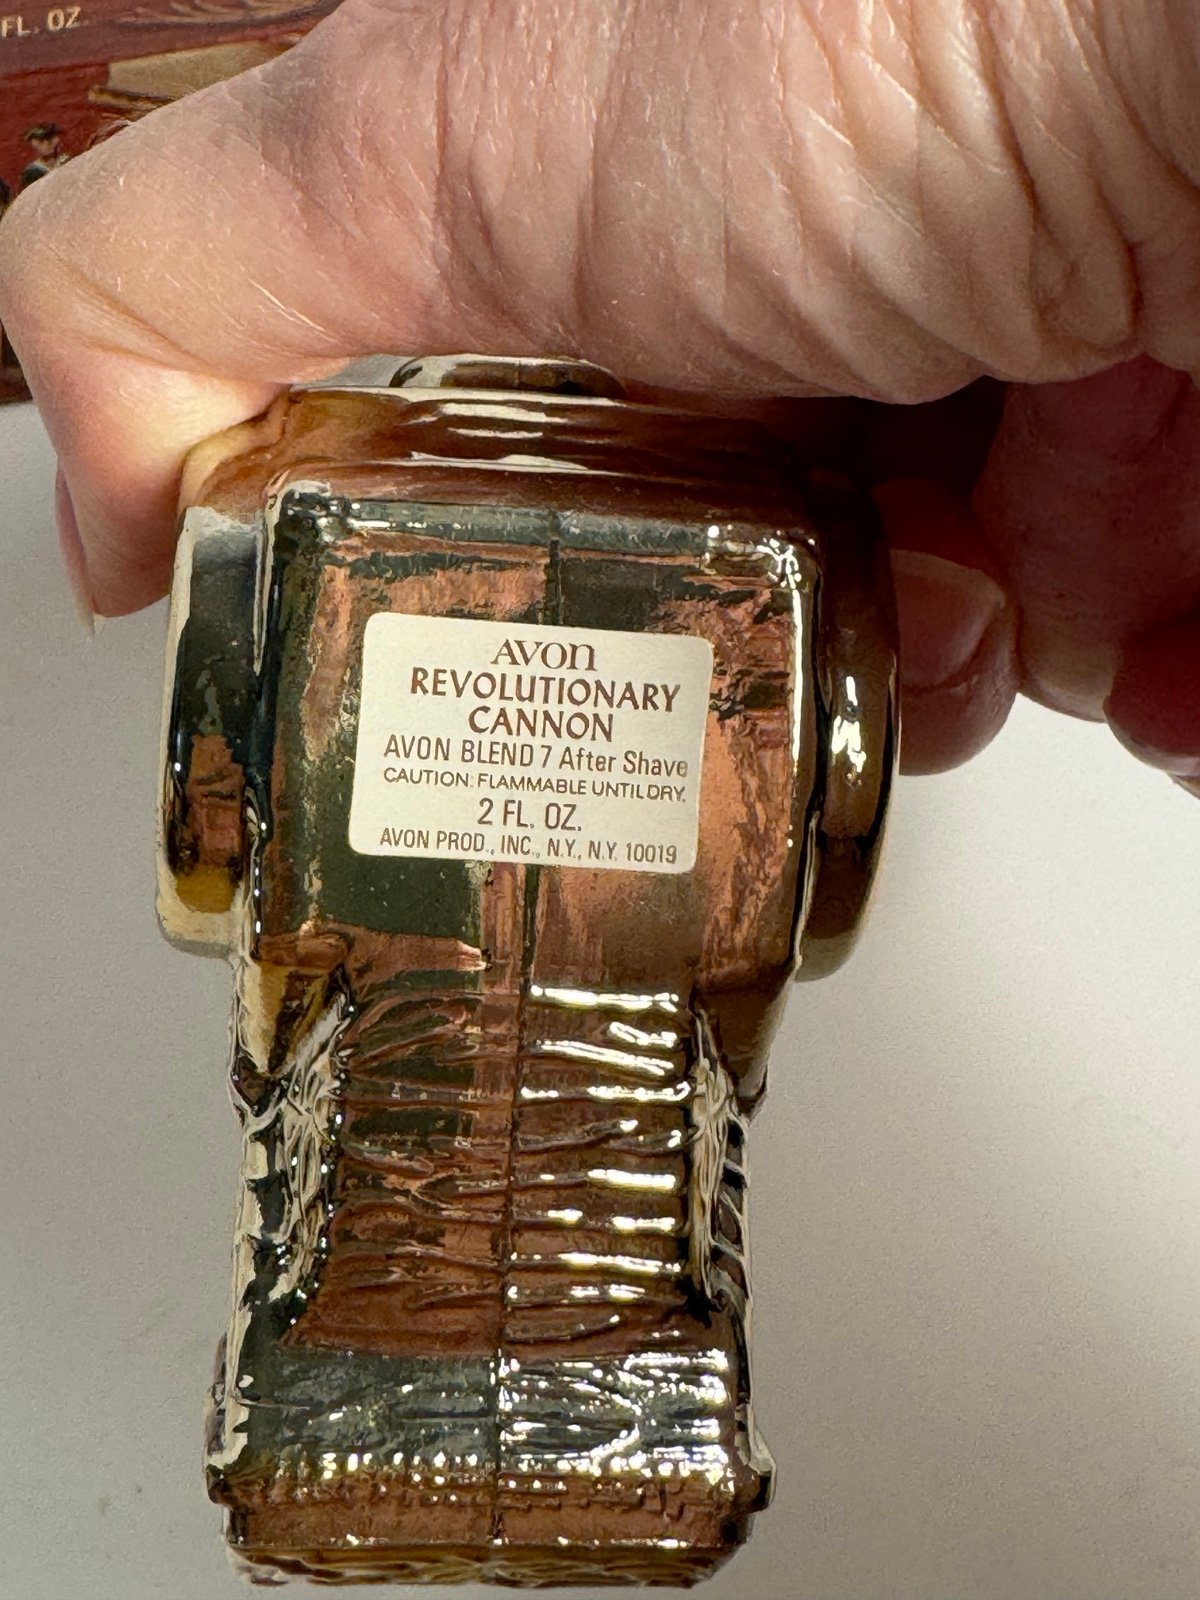 FL. OZ.
AVON
REVOLUTIONARY
CANNON
AVON BLEND 7 After Shave
CAUTION: FLAMMABLE UNTIL DRY.
2 FL. OZ.
AVON PROD., INC., N.Y., N.Y. 10019